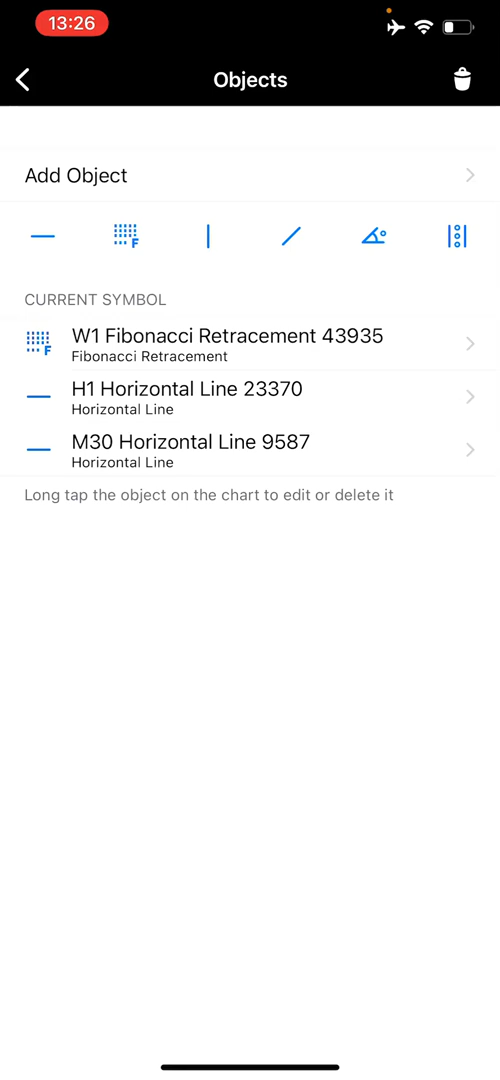 13:26
Objects
Add Object
F
CURRENT SYMBOL
F
W1 Fibonacci Retracement 43935
Fibonacci Retracement
H1 Horizontal Line 23370
Horizontal Line
M30 Horizontal Line 9587
Horizontal Line
Long tap the object on the chart to edit or delete it